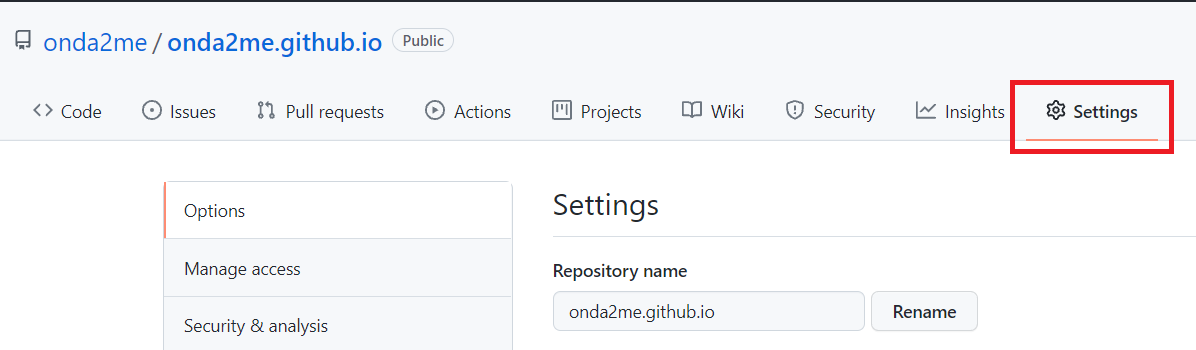 onda2me / onda2me.github.io Public
Code Issues Pull requests Actions Projects Wiki Security Insights Settings
Options
Manage access
Security & analysis
Settings
Repository name
onda2me.github.io Rename